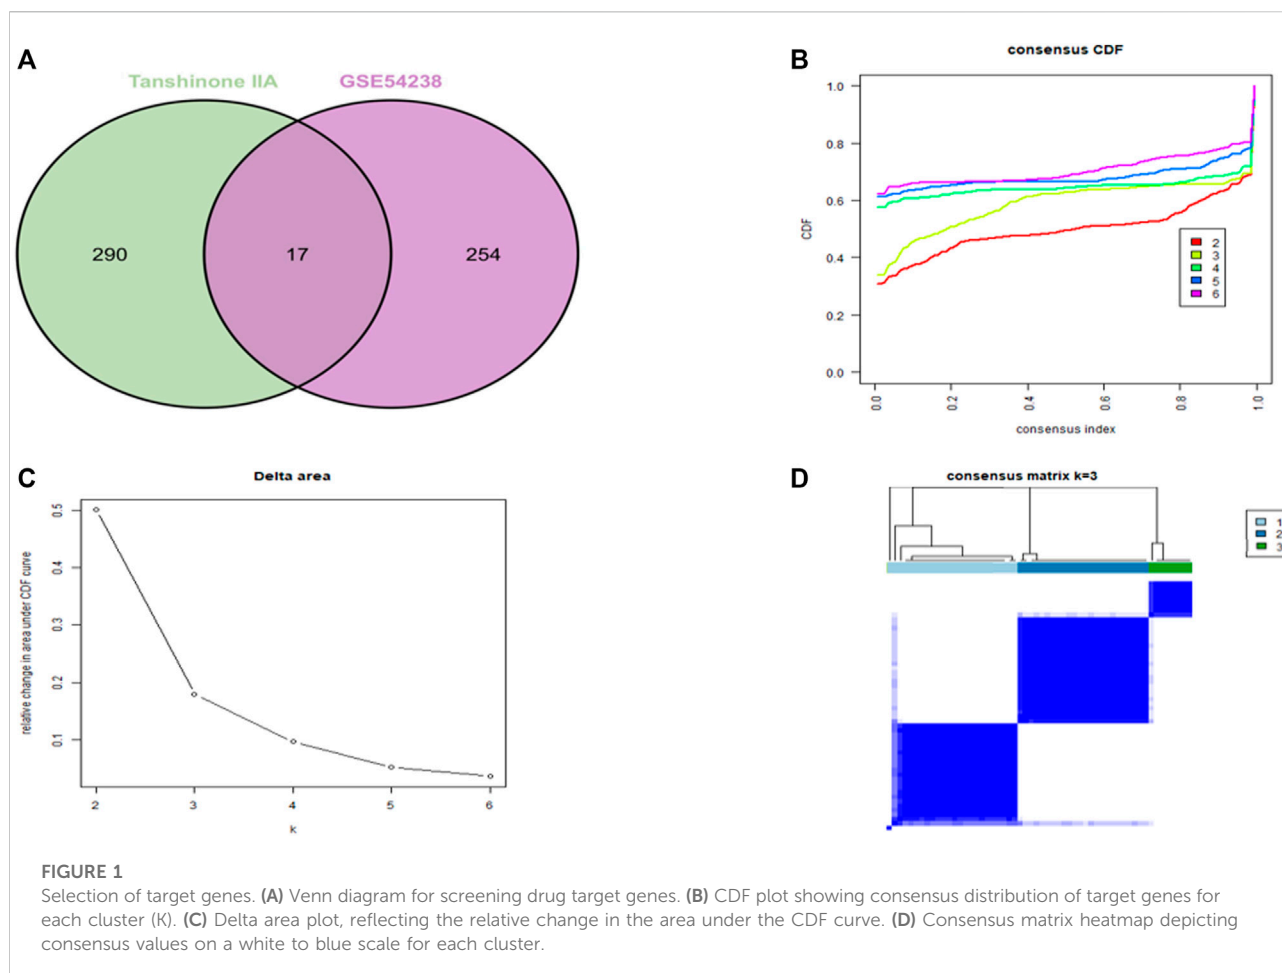 A
Tanshinone IIA
GSE54238
290
17
254
B
consensus CDF
CDF
1.0
0.8
0.6
0.4
0.2
0.0
2
3
4
5
6
0.0
0.2
0.4
0.6
0.8
1.0
consensus index
C
Delta area
relative change in area under CDF curve
0.5
0.4
0.3
0.2
0.1
2
3
4
5
6
k
D
consensus matrix k=3
1
2
3
FIGURE 1
Selection of target genes. (A) Venn diagram for screening drug target genes. (B) CDF plot showing consensus distribution of target genes for
each cluster (K). (C) Delta area plot, reflecting the relative change in the area under the CDF curve. (D) Consensus matrix heatmap depicting
consensus values on a white to blue scale for each cluster.